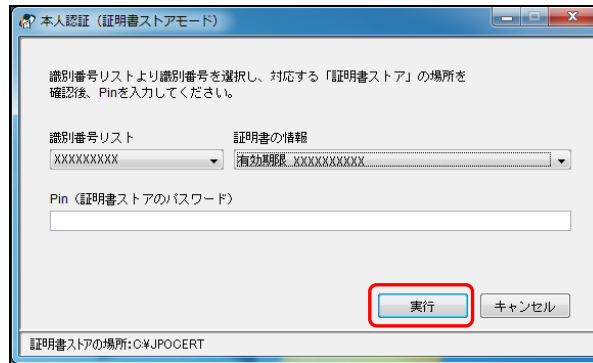 本人認証（証明書ストアモード）
識別番号リストより識別番号を選択し、対応する「証明書ストア」の場所を
確認後、Pinを入力してください。
識別番号リスト 証明書の情報
XXXXXXXXX 有効期限 XXXXXXXXXX
Pin（証明書ストアのパスワード）
実行 キャンセル
証明書ストアの場所:C:¥JPOCERT